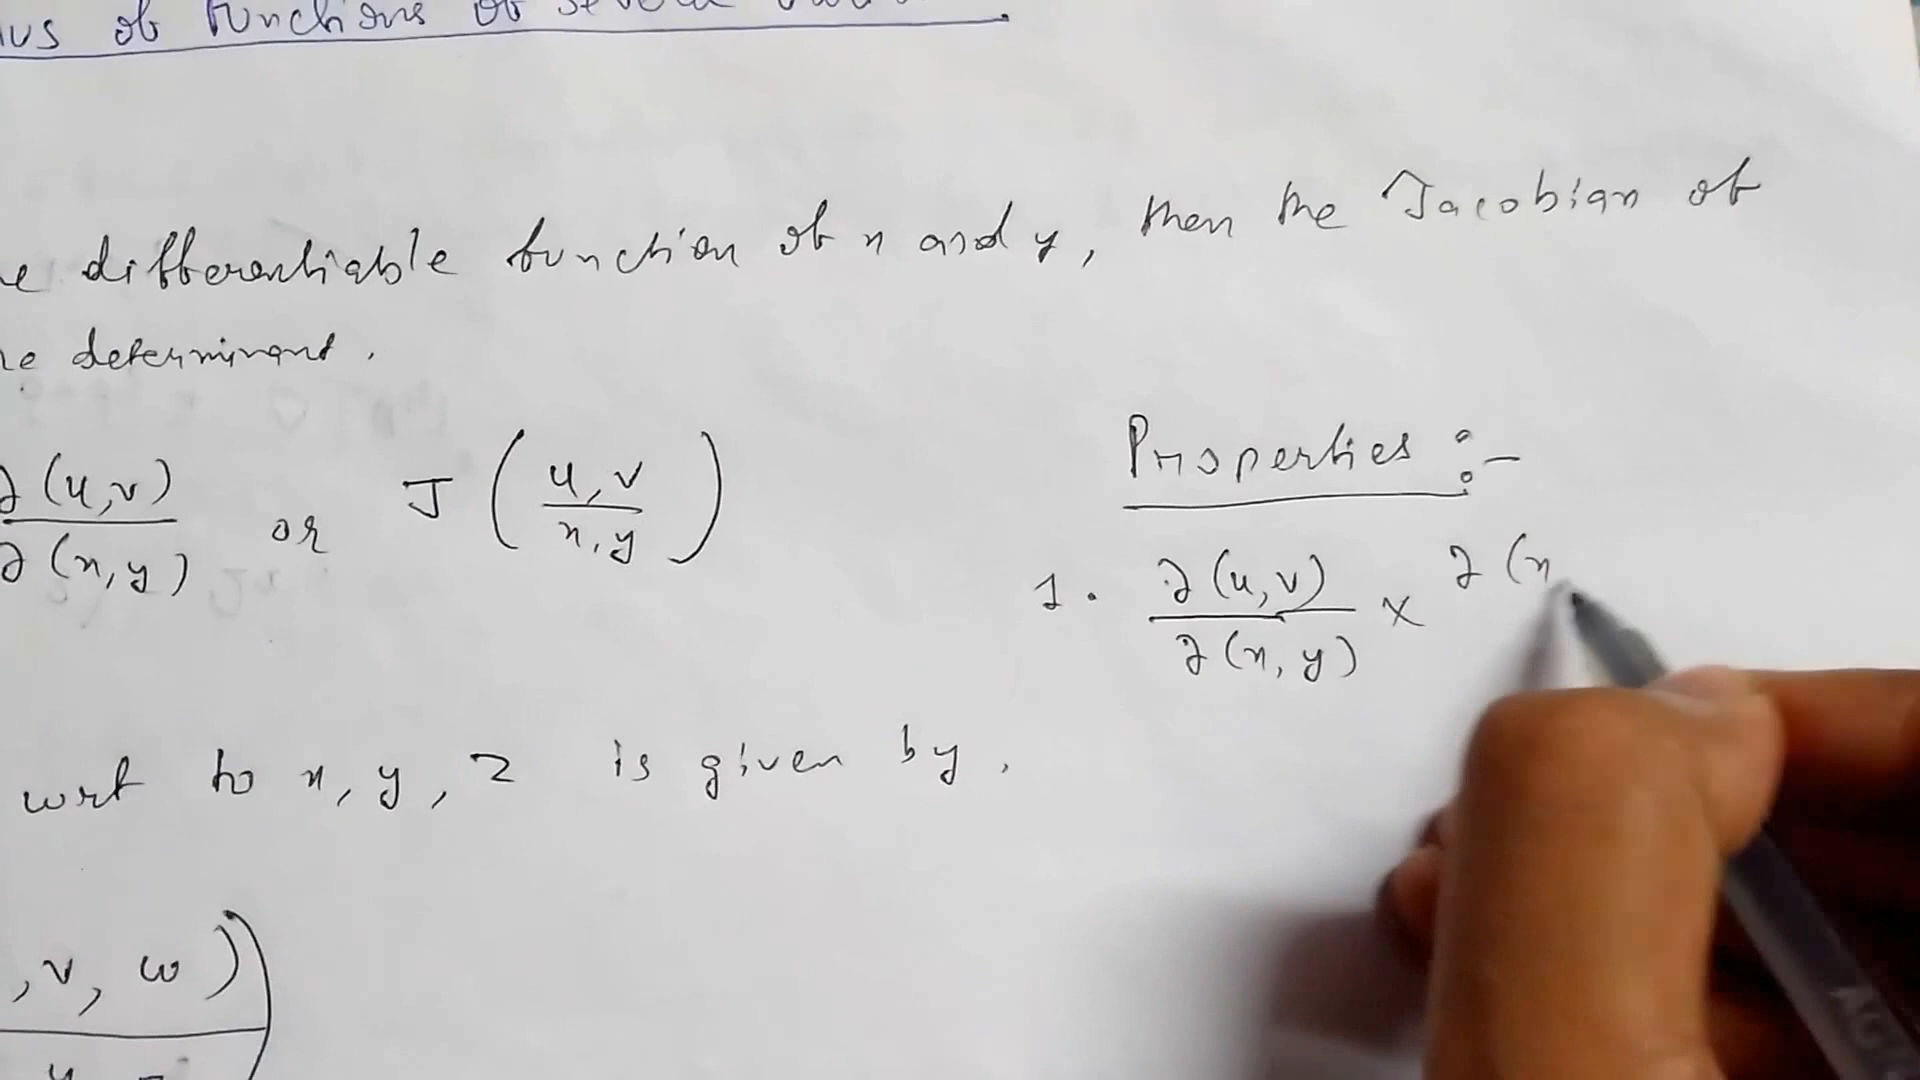 of functions of
differentiable function of x and y, then the Jacobian of
determinant.
∂(u,v)/∂(x,y) or J(u,v/x,y)
Properties :-
1. ∂(u,v)/∂(x,y) × ∂(x
wrt to x, y, z is given by,
, v, w)